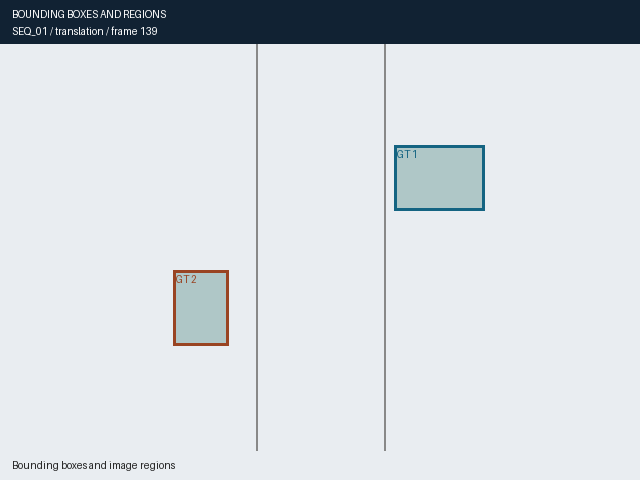 BOUNDING BOXES AND REGIONS
SEQ_01 / translation / frame 139
GT1
GT2
Bounding boxes and image regions